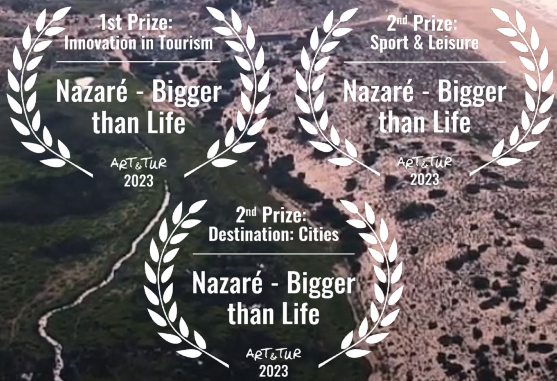 1st Prize:
Innovation in Tourism
Nazaré - Bigger
than Life
ART&TUR
2023
2nd Prize:
Sport & Leisure
Nazaré - Bigger
than Life
ART&TUR
2023
2nd Prize:
Destination: Cities
Nazaré - Bigger
than Life
ART&TUR
2023